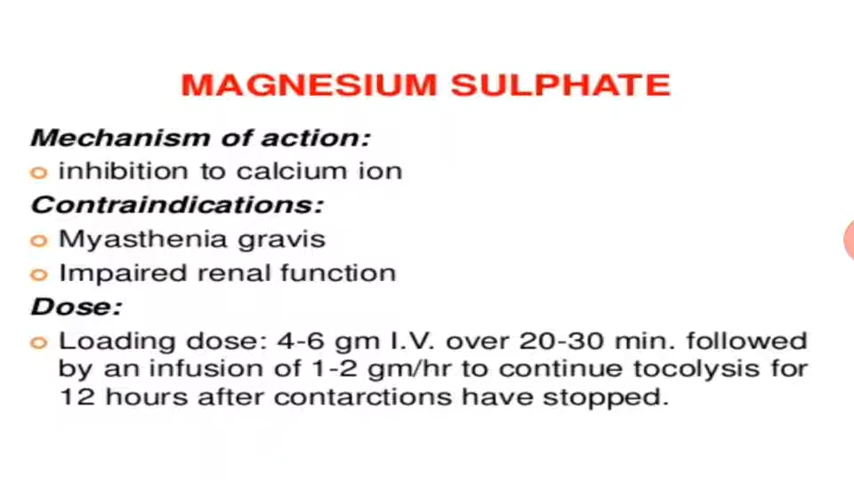 MAGNESIUM SULPHATE
Mechanism of action:
inhibition to calcium ion
Contraindications:
Myasthenia gravis
Impaired renal function
Dose:
Loading dose: 4-6 gm I.V. over 20-30 min. followed
by an infusion of 1-2 gm/hr to continue tocolysis for
12 hours after contarctions have stopped.